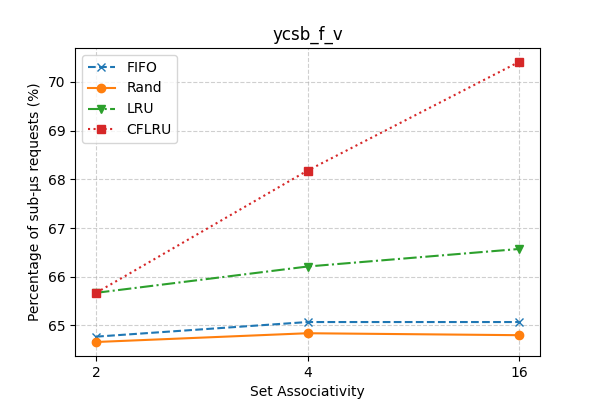 ycsb_f_v
FIFO
Rand
LRU
CFLRU
Percentage of sub-µs requests (%)
70
69
68
67
66
65
2
4
16
Set Associativity